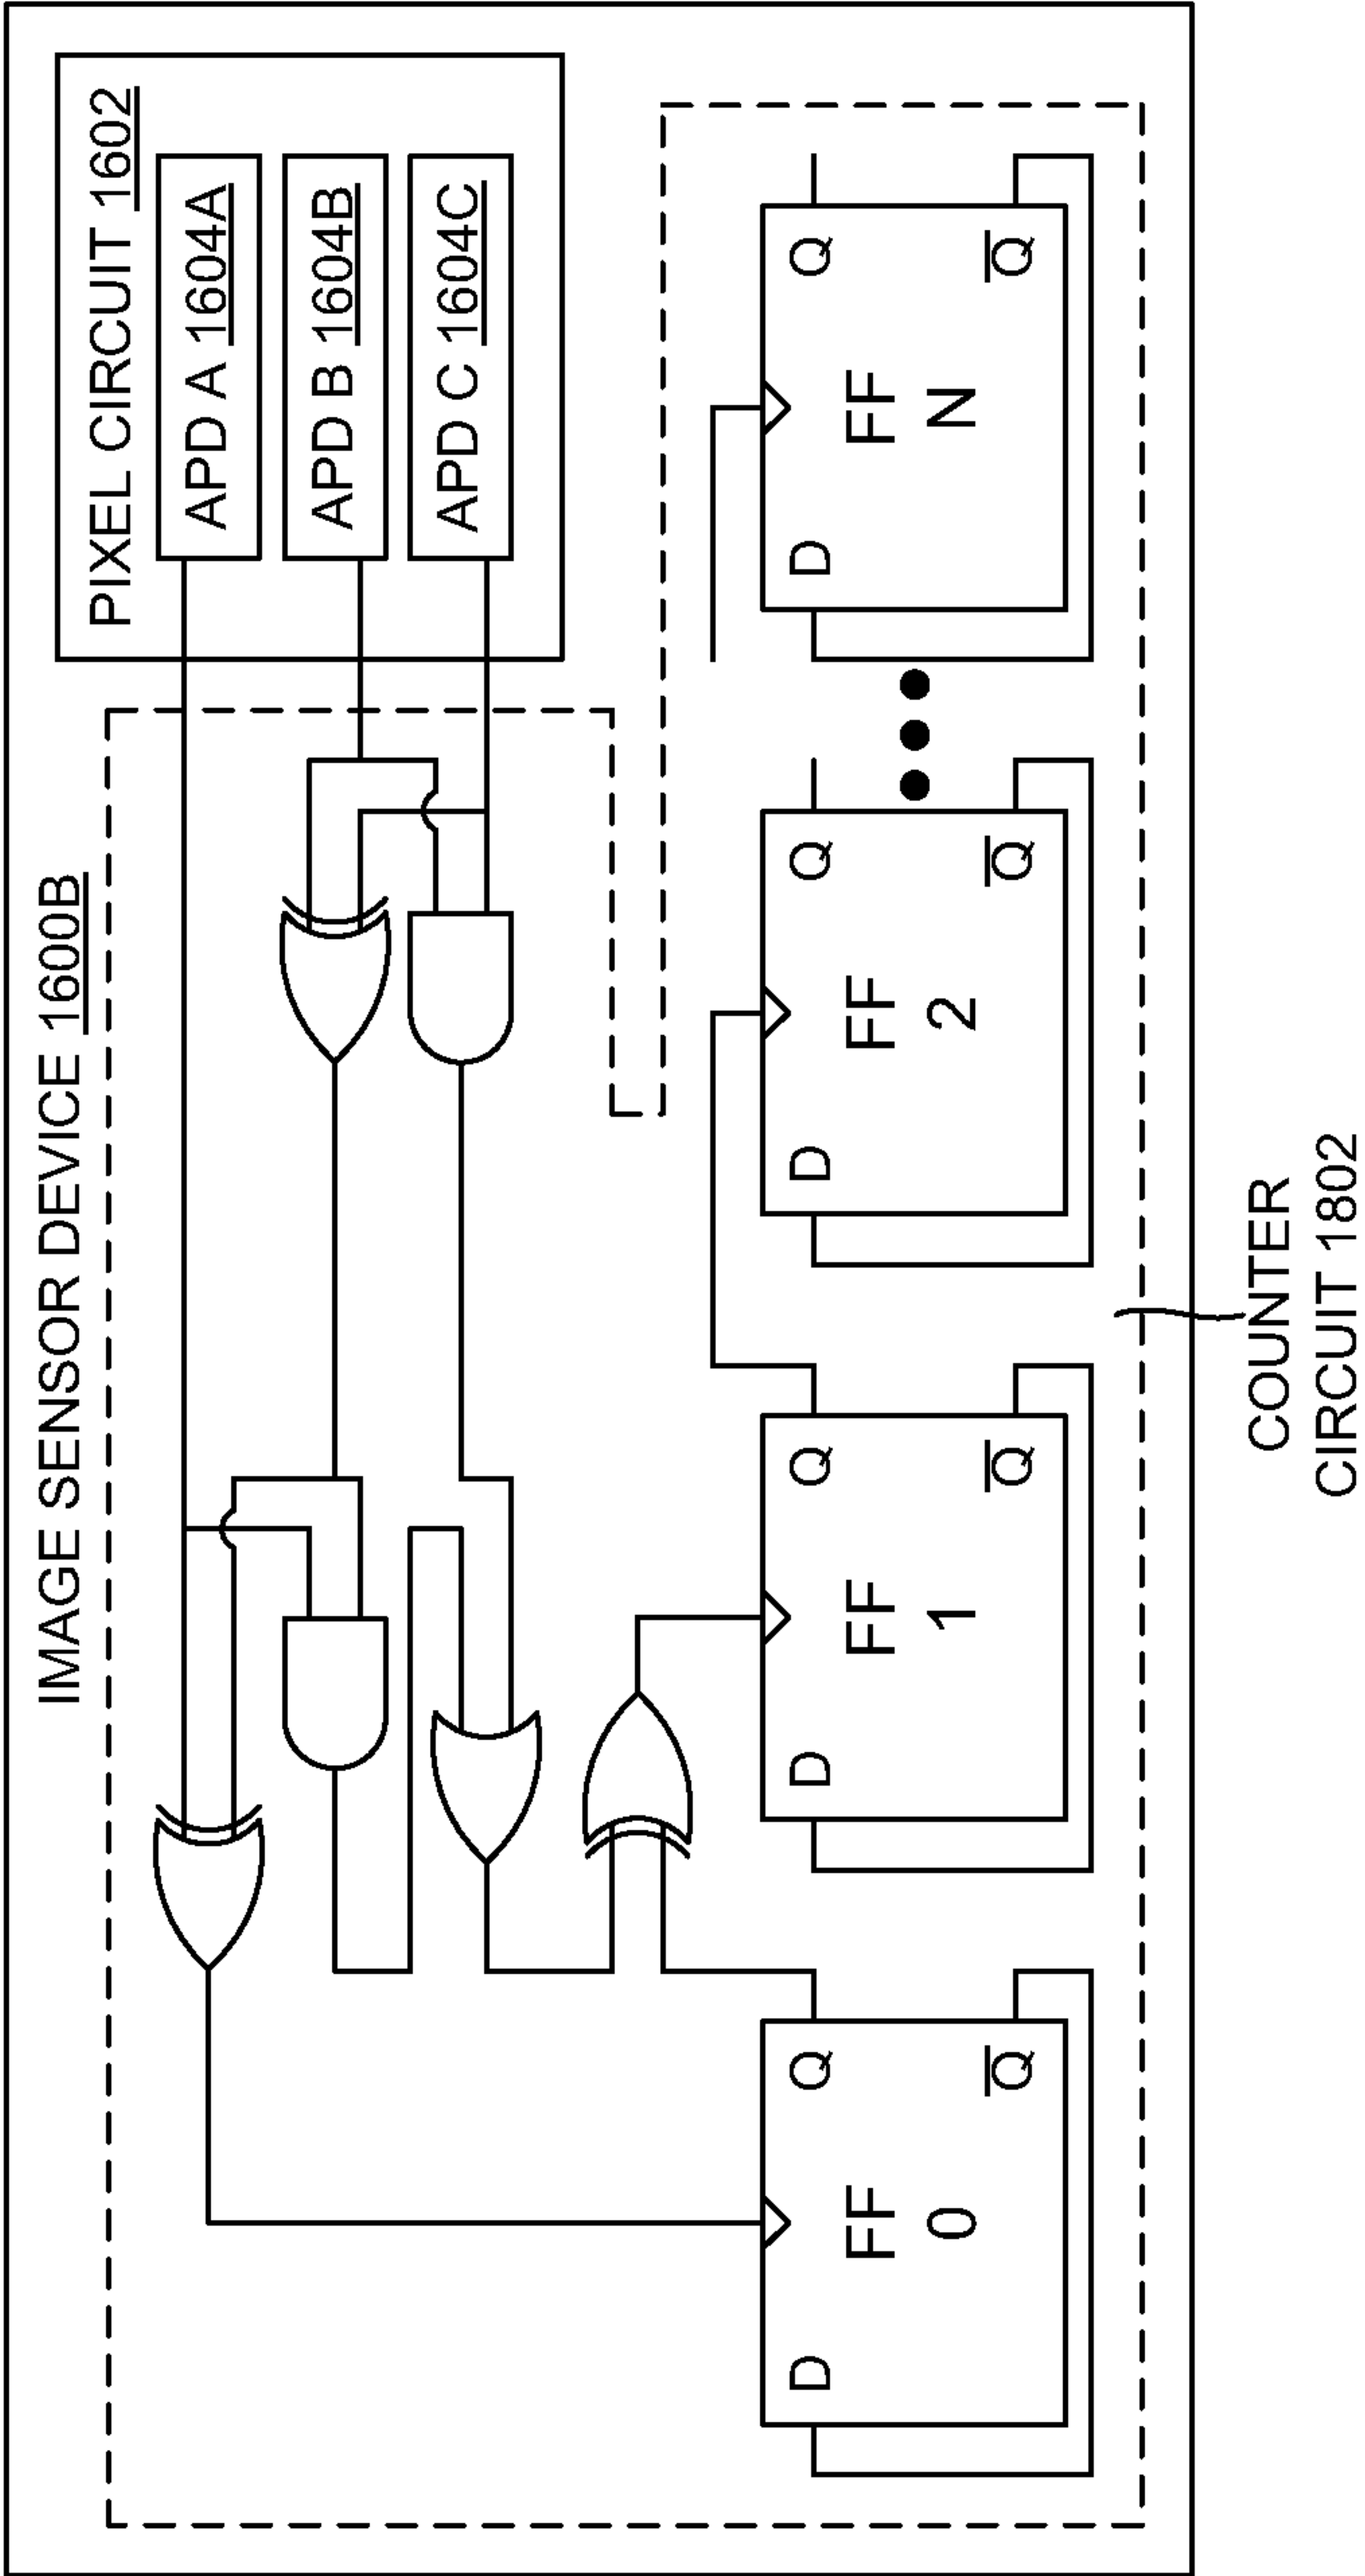 IMAGE SENSOR DEVICE 1600B
PIXEL CIRCUIT 1602
APD A 1604A
APD B 1604B
APD C 1604C
D
Q
FF
0
Q
D
Q
FF
1
Q
D
Q
FF
2
Q
D
Q
FF
N
Q
COUNTER
CIRCUIT 1802